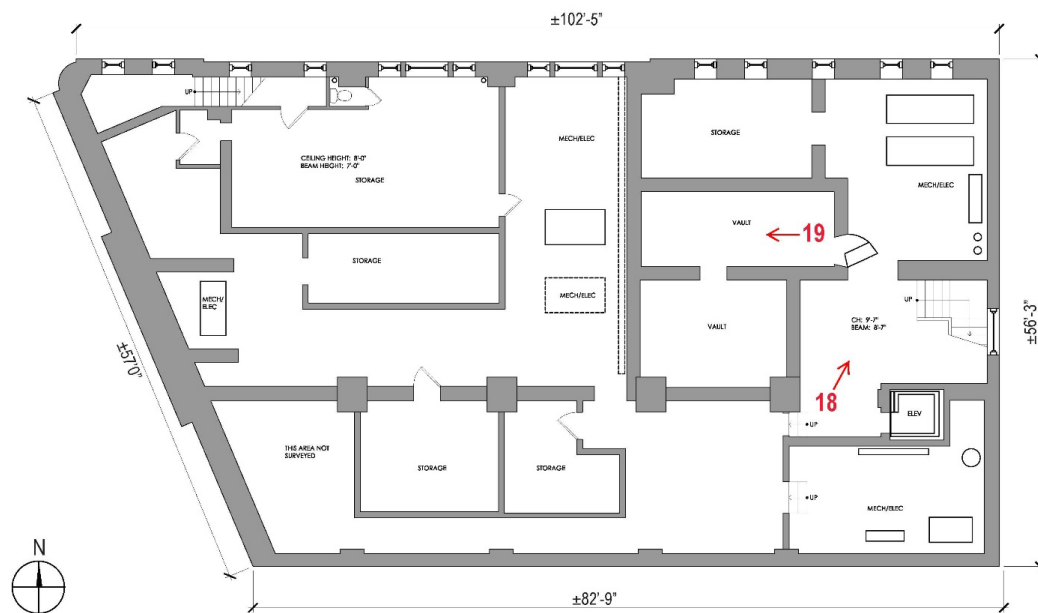 ±102'-5"
UP
STORAGE
MECH/ELEC
CEILING HEIGHT: 8'-0"
BEAM HEIGHT: 7'-0"
STORAGE
MECH/ELEC
VAULT
19
STORAGE
MECH/
ELEC
MECH/ELEC
UP
VAULT
CH: 9'-7"
BEAM: 8'-7"
±56'-3"
±57'0"
18
ELEV
UP
THIS AREA NOT
SURVEYED
STORAGE
STORAGE
UP
MECH/ELEC
N
±82'-9"